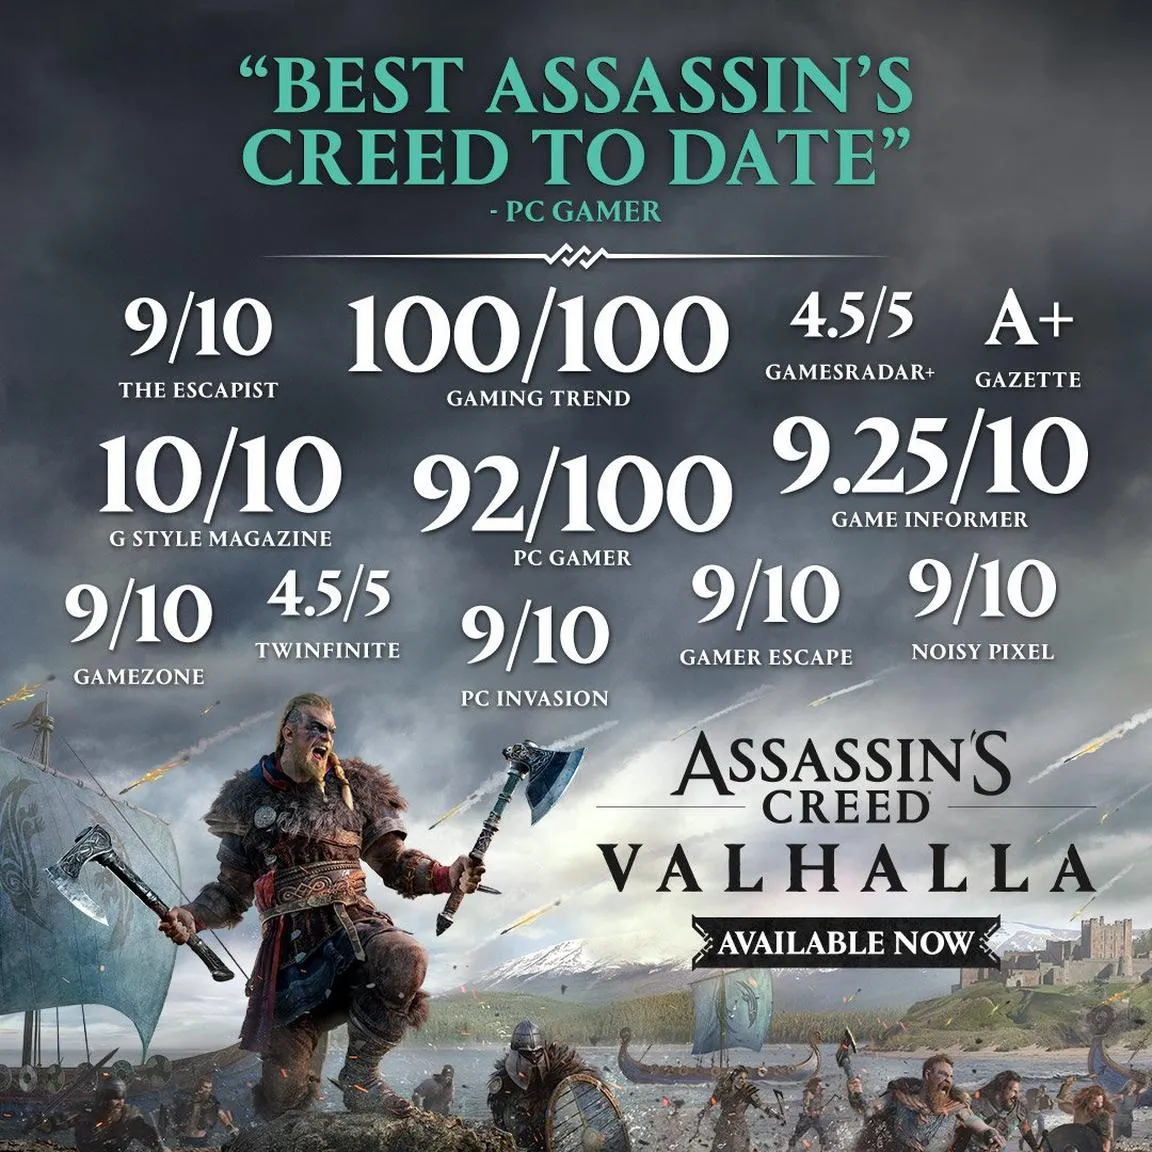 “BEST ASSASSIN’S
CREED TO DATE”
- PC GAMER
9/10
THE ESCAPIST
100/100
GAMING TREND
4.5/5
GAMESRADAR+
A+
GAZETTE
10/10
G STYLE MAGAZINE
92/100
PC GAMER
9.25/10
GAME INFORMER
9/10
GAMEZONE
4.5/5
TWINFINITE
9/10
PC INVASION
9/10
GAMER ESCAPE
9/10
NOISY PIXEL
ASSASSIN'S
CREED
VALHALLA
AVAILABLE NOW